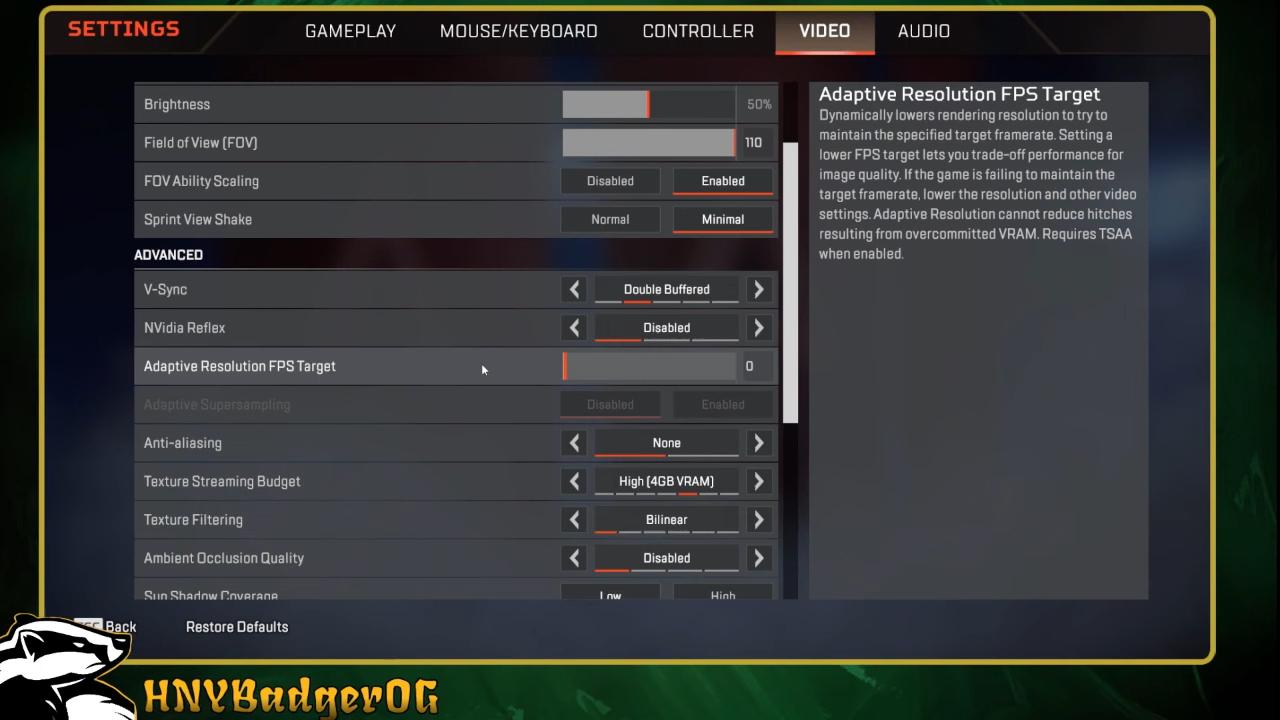 SETTINGS
GAMEPLAY
MOUSE/KEYBOARD
CONTROLLER
VIDEO
AUDIO
Brightness
50%
Field of View (FOV)
110
FOV Ability Scaling
Disabled
Enabled
Sprint View Shake
Normal
Minimal
ADVANCED
V-Sync
Double Buffered
NVidia Reflex
Disabled
Adaptive Resolution FPS Target
0
Adaptive Supersampling
Disabled
Enabled
Anti-aliasing
None
Texture Streaming Budget
High (4GB VRAM)
Texture Filtering
Bilinear
Ambient Occlusion Quality
Disabled
Sun Shadow Coverage
Low
High
Adaptive Resolution FPS Target
Dynamically lowers rendering resolution to try to
maintain the specified target framerate. Setting a
lower FPS target lets you trade-off performance for
image quality. If the game is failing to maintain the
target framerate, lower the resolution and other video
settings. Adaptive Resolution cannot reduce hitches
resulting from overcommitted VRAM. Requires TSAA
when enabled.
Back
Restore Defaults
HNYBadgerOG